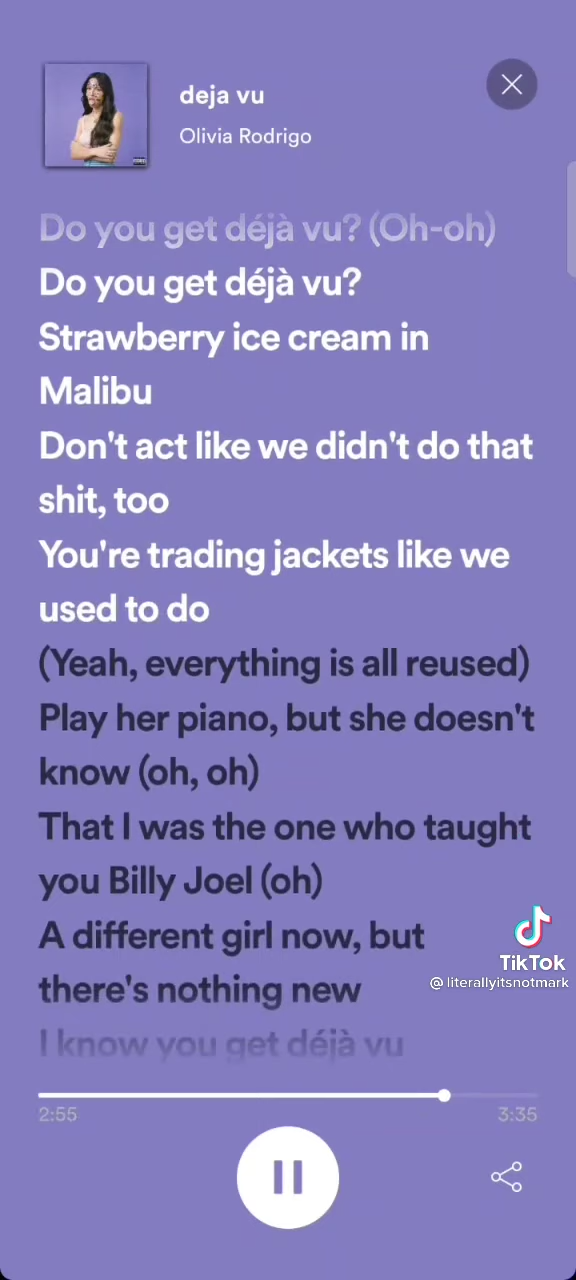 deja vu
Olivia Rodrigo
Do you get déjà vu? (Oh-oh)
Do you get déjà vu?
Strawberry ice cream in
Malibu
Don't act like we didn't do that
shit, too
You're trading jackets like we
used to do
(Yeah, everything is all reused)
Play her piano, but she doesn't
know (oh, oh)
That I was the one who taught
you Billy Joel (oh)
A different girl now, but
there's nothing new
I know you get déjà vu
TikTok
@literallyitsnotmark
2:55
3:35